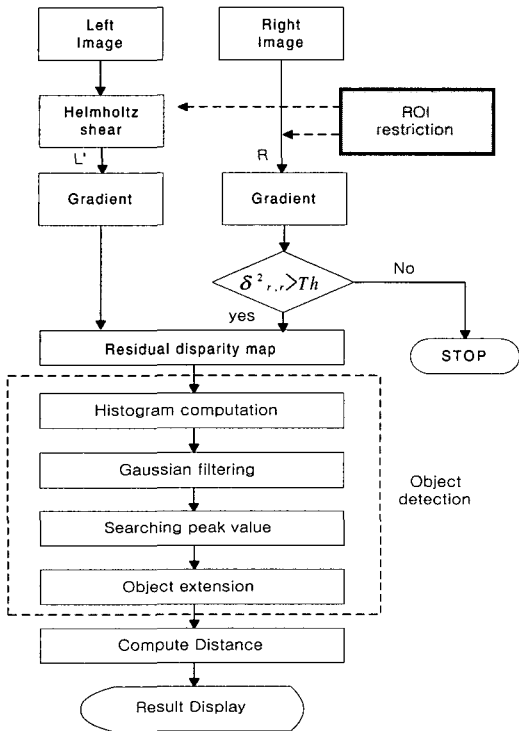 Left
Image
Right
Image
Helmholtz
shear
ROI
restriction
L'
R
Gradient
Gradient
δ² r,r>Th
No
yes
Residual disparity map
STOP
Histogram computation
Gaussian filtering
Object
detection
Searching peak value
Object extension
Compute Distance
Result Display